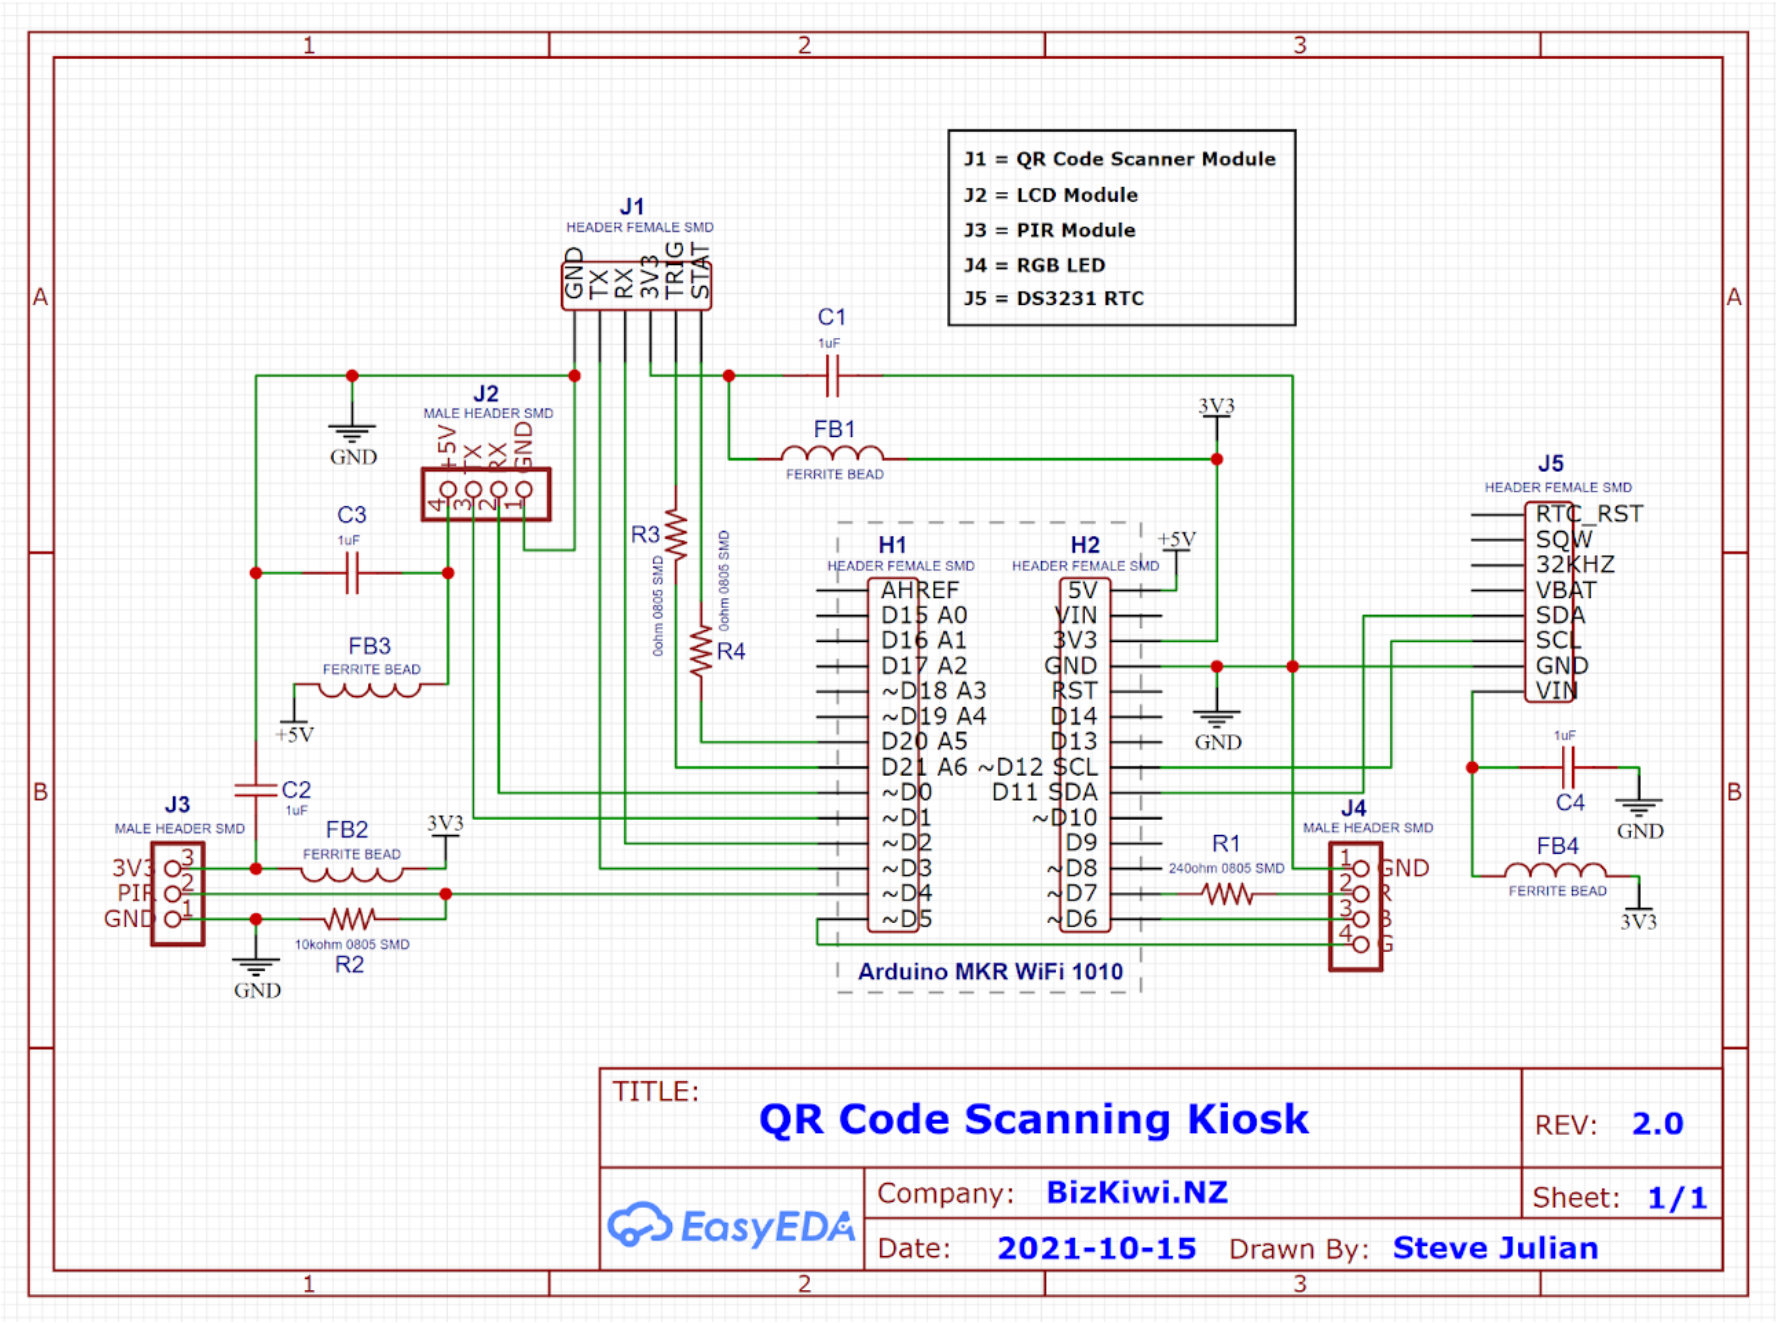 1
2
3
A
A
B
B
J1 = QR Code Scanner Module
J2 = LCD Module
J3 = PIR Module
J4 = RGB LED
J5 = DS3231 RTC
J1
HEADER FEMALE SMD
GND
TX
RX
3V3
TRIG
STAT
C1
1uF
FB1
FERRITE BEAD
3V3
GND
J2
MALE HEADER SMD
+5V
TX
RX
GND
4
3
2
1
C3
1uF
FB3
FERRITE BEAD
+5V
C2
1uF
J3
MALE HEADER SMD
3V3
PIR
GND
3
2
1
FB2
FERRITE BEAD
3V3
10kohm 0805 SMD
R2
GND
R3
0ohm 0805 SMD
R4
0ohm 0805 SMD
H1
HEADER FEMALE SMD
AHREF
D15 A0
D16 A1
D17 A2
~D18 A3
~D19 A4
D20 A5
D21 A6
~D0
~D1
~D2
~D3
~D4
~D5
H2
HEADER FEMALE SMD
5V
VIN
3V3
GND
RST
D14
D13
~D12 SCL
D11 SDA
~D10
D9
~D8
~D7
~D6
Arduino MKR WiFi 1010
+5V
GND
R1
240ohm 0805 SMD
J4
MALE HEADER SMD
1
2
3
4
GND
R
B
G
J5
HEADER FEMALE SMD
RTC_RST
SQW
32KHZ
VBAT
SDA
SCL
GND
VIN
1uF
C4
GND
FB4
FERRITE BEAD
3V3
TITLE:
QR Code Scanning Kiosk
REV: 2.0
EasyEDA
Company: BizKiwi.NZ
Sheet: 1/1
Date: 2021-10-15 Drawn By: Steve Julian
1
2
3